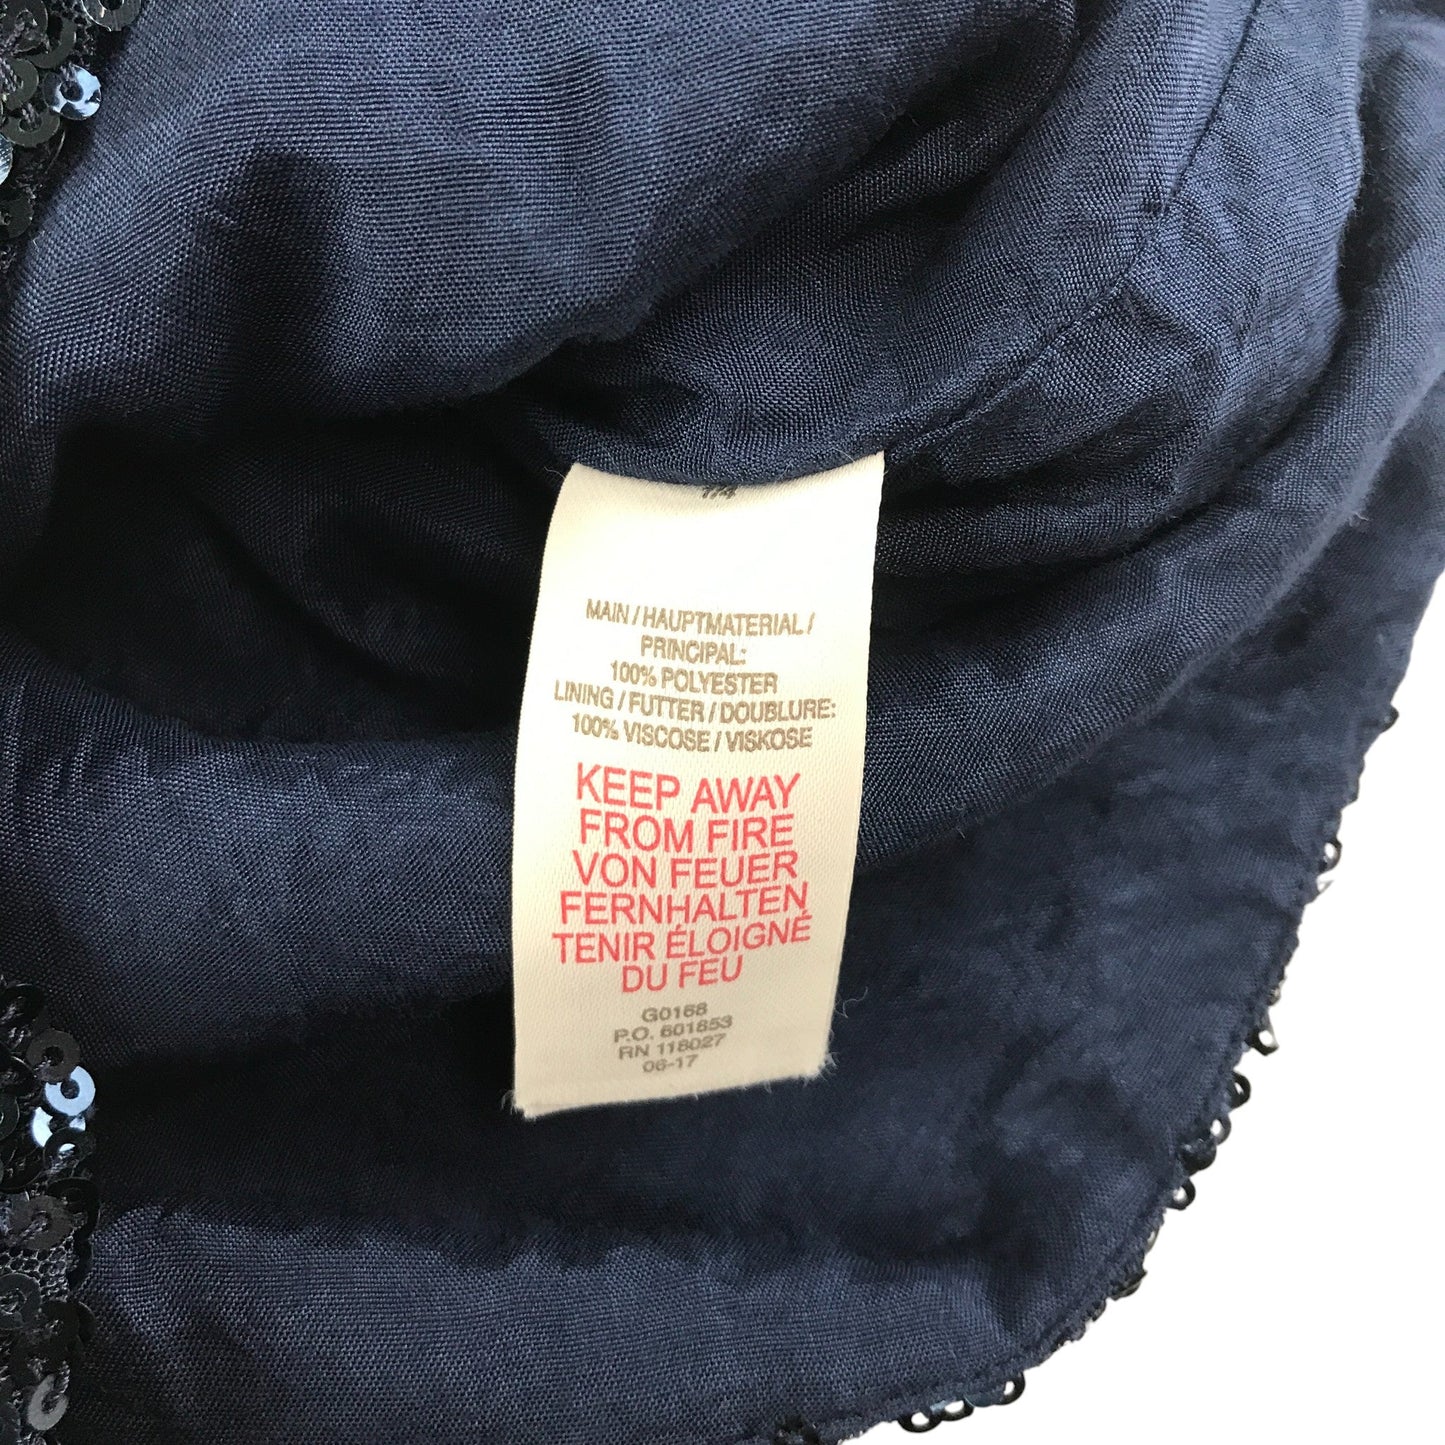 MAIN / HAUPTMATERIAL /
PRINCIPAL:
100% POLYESTER
LINING / FUTTER / DOUBLURE:
100% VISCOSE / VISKOSE
KEEP AWAY
FROM FIRE
VON FEUER
FERNHALTEN
TENIR ÉLOIGNÉ
DU FEU
G0168
P.O. 601853
RN 118027
06-17